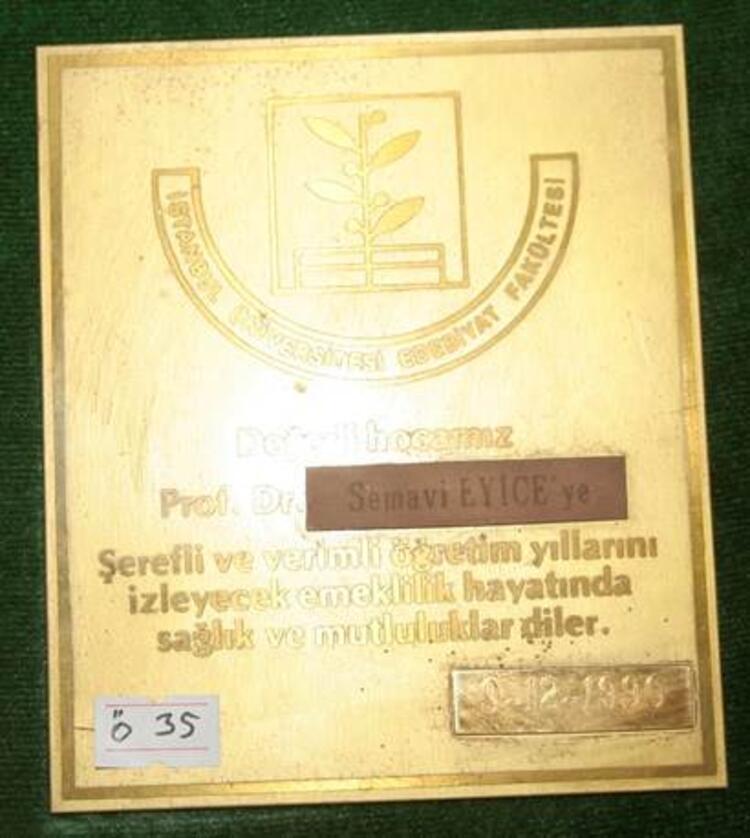 İSTANBUL ÜNİVERSİTESİ EDEBİYAT FAKÜLTESİ
Değerli hocamız
Prof. Dr. Semavi EYİCE'ye
Şerefli ve verimli öğretim yıllarını
izleyecek emeklilik hayatında
sağlık ve mutluluklar diler.
Ö 35